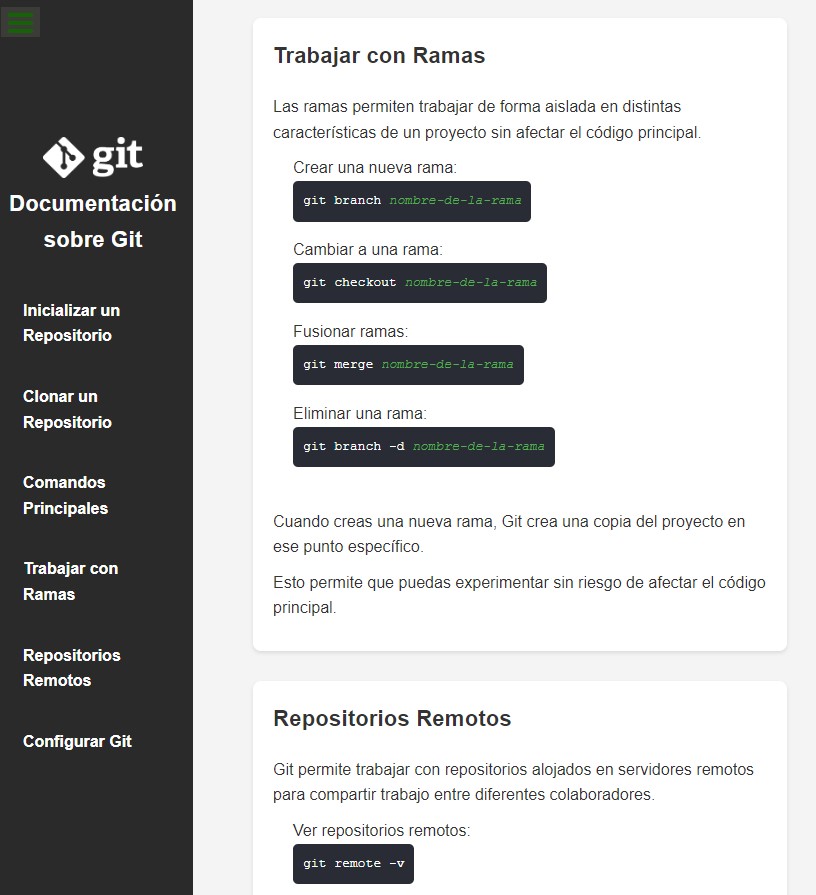 git
Documentación
sobre Git
Inicializar un
Repositorio
Clonar un
Repositorio
Comandos
Principales
Trabajar con
Ramas
Repositorios
Remotos
Configurar Git
Trabajar con Ramas
Las ramas permiten trabajar de forma aislada en distintas
características de un proyecto sin afectar el código principal.
Crear una nueva rama:
git branch nombre-de-la-rama
Cambiar a una rama:
git checkout nombre-de-la-rama
Fusionar ramas:
git merge nombre-de-la-rama
Eliminar una rama:
git branch -d nombre-de-la-rama
Cuando creas una nueva rama, Git crea una copia del proyecto en
ese punto específico.
Esto permite que puedas experimentar sin riesgo de afectar el código
principal.
Repositorios Remotos
Git permite trabajar con repositorios alojados en servidores remotos
para compartir trabajo entre diferentes colaboradores.
Ver repositorios remotos:
git remote -v